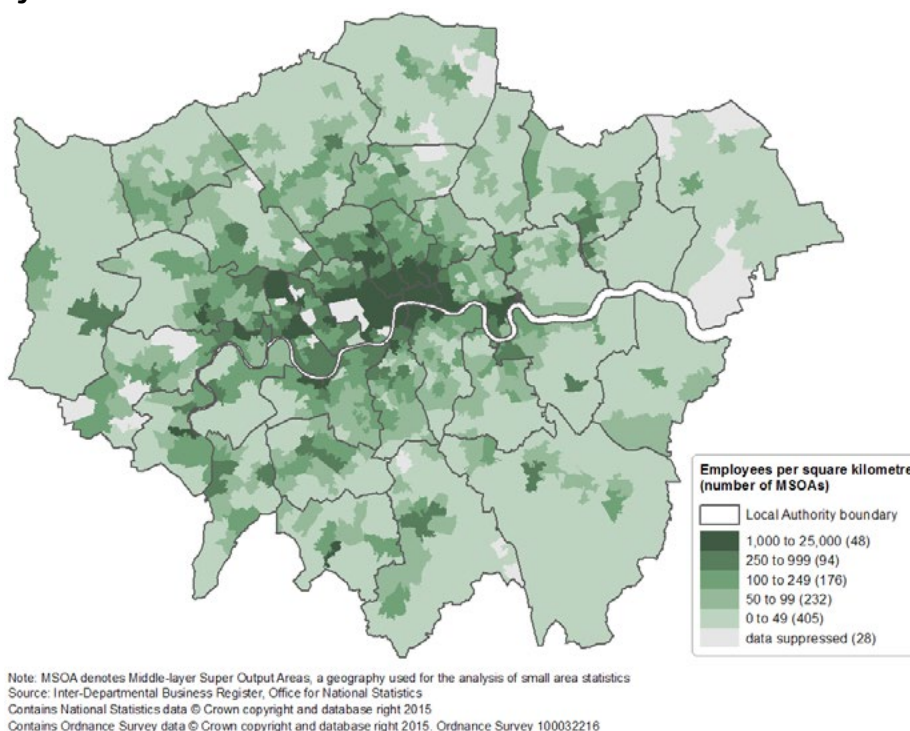 Employees per square kilometre
(number of MSOAs)
Local Authority boundary
1,000 to 25,000 (48)
250 to 999 (94)
100 to 249 (176)
50 to 99 (232)
0 to 49 (405)
data suppressed (28)
Note: MSOA denotes Middle-layer Super Output Areas, a geography used for the analysis of small area statistics
Source: Inter-Departmental Business Register, Office for National Statistics
Contains National Statistics data © Crown copyright and database right 2015
Contains Ordnance Survey data © Crown copyright and database right 2015. Ordnance Survey 100032216